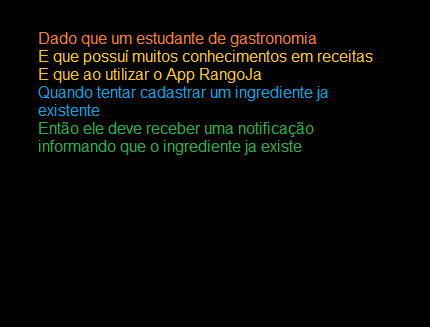 Dado que um estudante de gastronomia
E que possuí muitos conhecimentos em receitas
E que ao utilizar o App RangoJa
Quando tentar cadastrar um ingrediente ja
existente
Então ele deve receber uma notificação
informando que o ingrediente ja existe